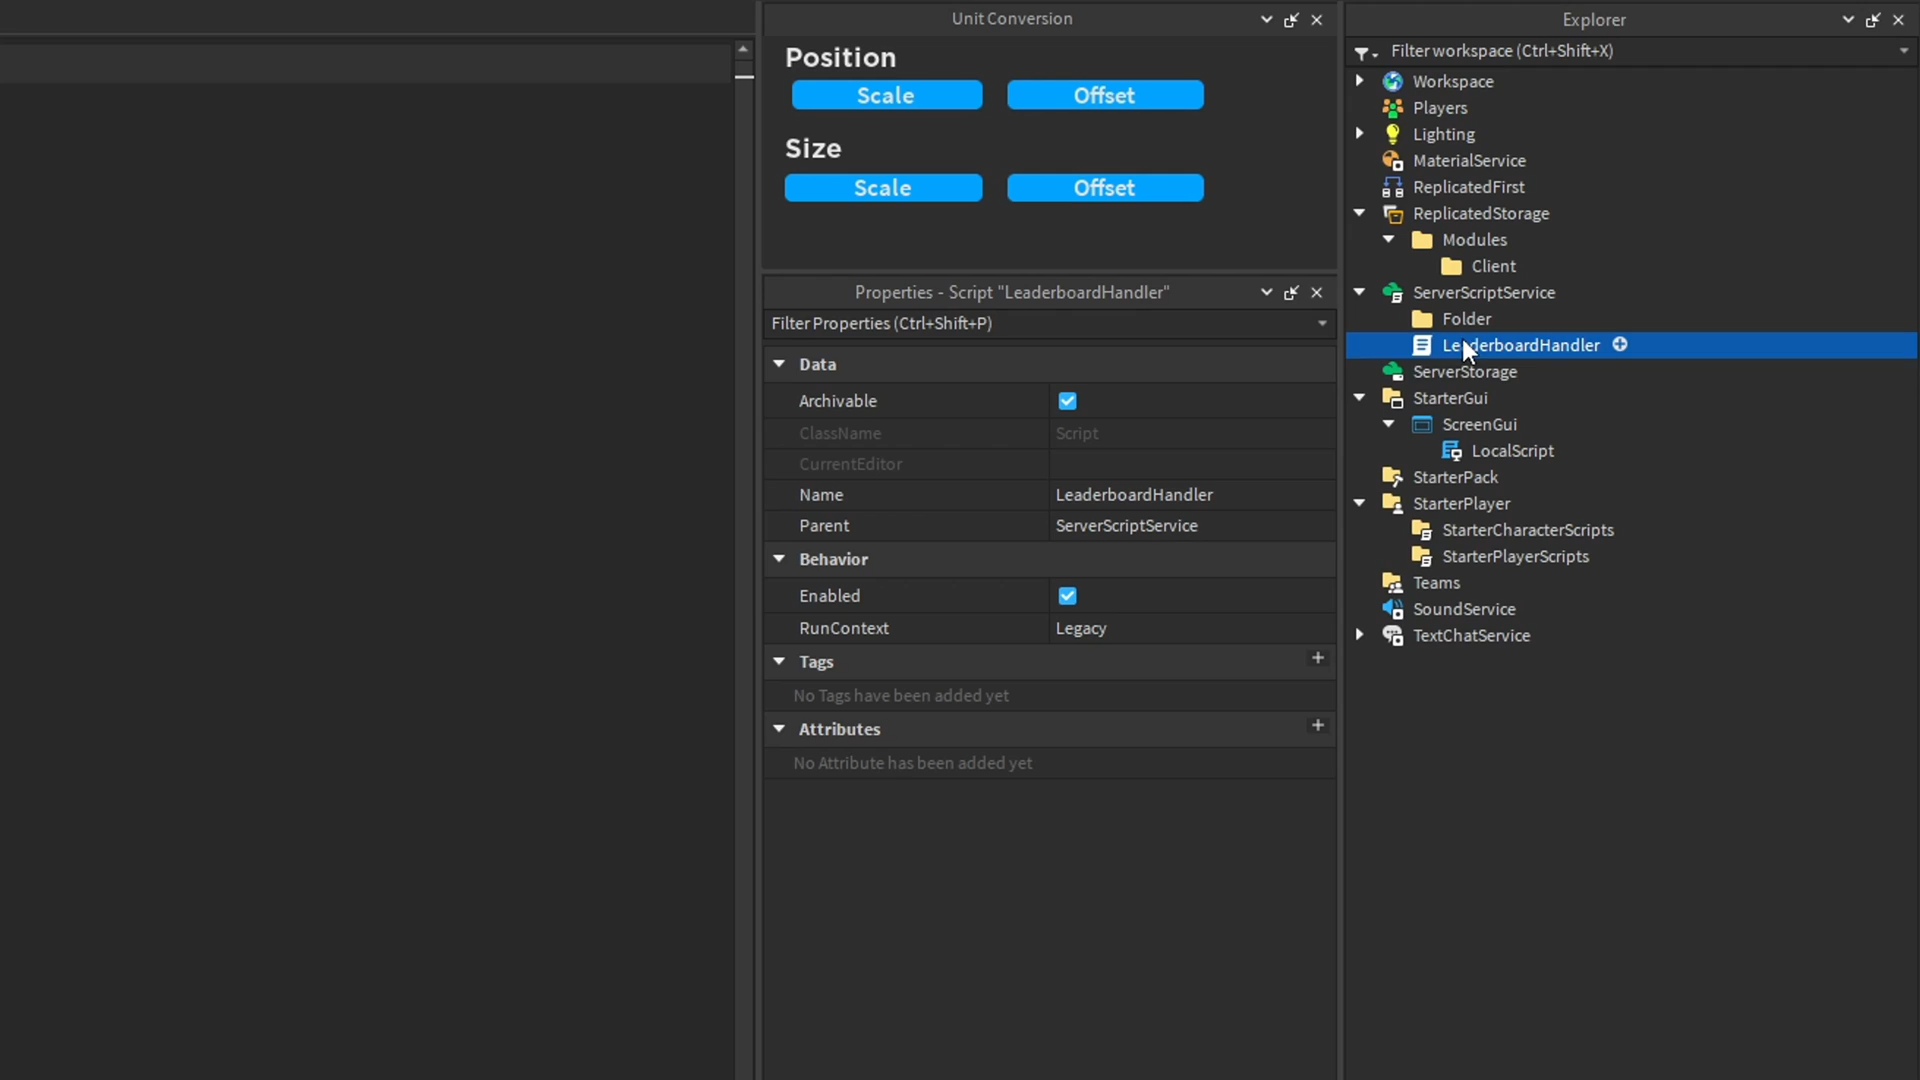 Unit Conversion
Position
Scale Offset
Size
Scale Offset
Properties - Script "LeaderboardHandler"
Filter Properties (Ctrl+Shift+P)
Data
Archivable
ClassName Script
CurrentEditor
Name LeaderboardHandler
Parent ServerScriptService
Behavior
Enabled
RunContext Legacy
Tags
No Tags have been added yet
Attributes
No Attribute has been added yet
Explorer
Filter workspace (Ctrl+Shift+X)
Workspace
Players
Lighting
MaterialService
ReplicatedFirst
ReplicatedStorage
Modules
Client
ServerScriptService
Folder
LeaderboardHandler
ServerStorage
StarterGui
ScreenGui
LocalScript
StarterPack
StarterPlayer
StarterCharacterScripts
StarterPlayerScripts
Teams
SoundService
TextChatService